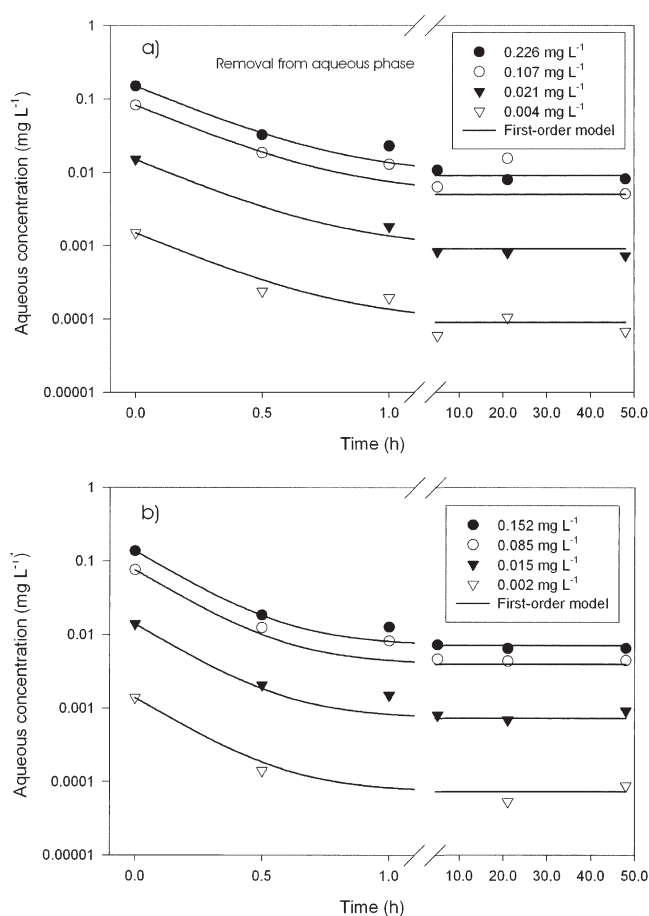 a)
Removal from aqueous phase
0.226 mg L⁻¹
0.107 mg L⁻¹
0.021 mg L⁻¹
0.004 mg L⁻¹
First-order model
Aqueous concentration (mg L⁻¹)
1
0.1
0.01
0.001
0.0001
0.00001
0.0 0.5 1.0 10.0 20.0 30.0 40.0 50.0
Time (h)
b)
0.152 mg L⁻¹
0.085 mg L⁻¹
0.015 mg L⁻¹
0.002 mg L⁻¹
First-order model
Aqueous concentration (mg L⁻¹)
1
0.1
0.01
0.001
0.0001
0.00001
0.0 0.5 1.0 10.0 20.0 30.0 40.0 50.0
Time (h)